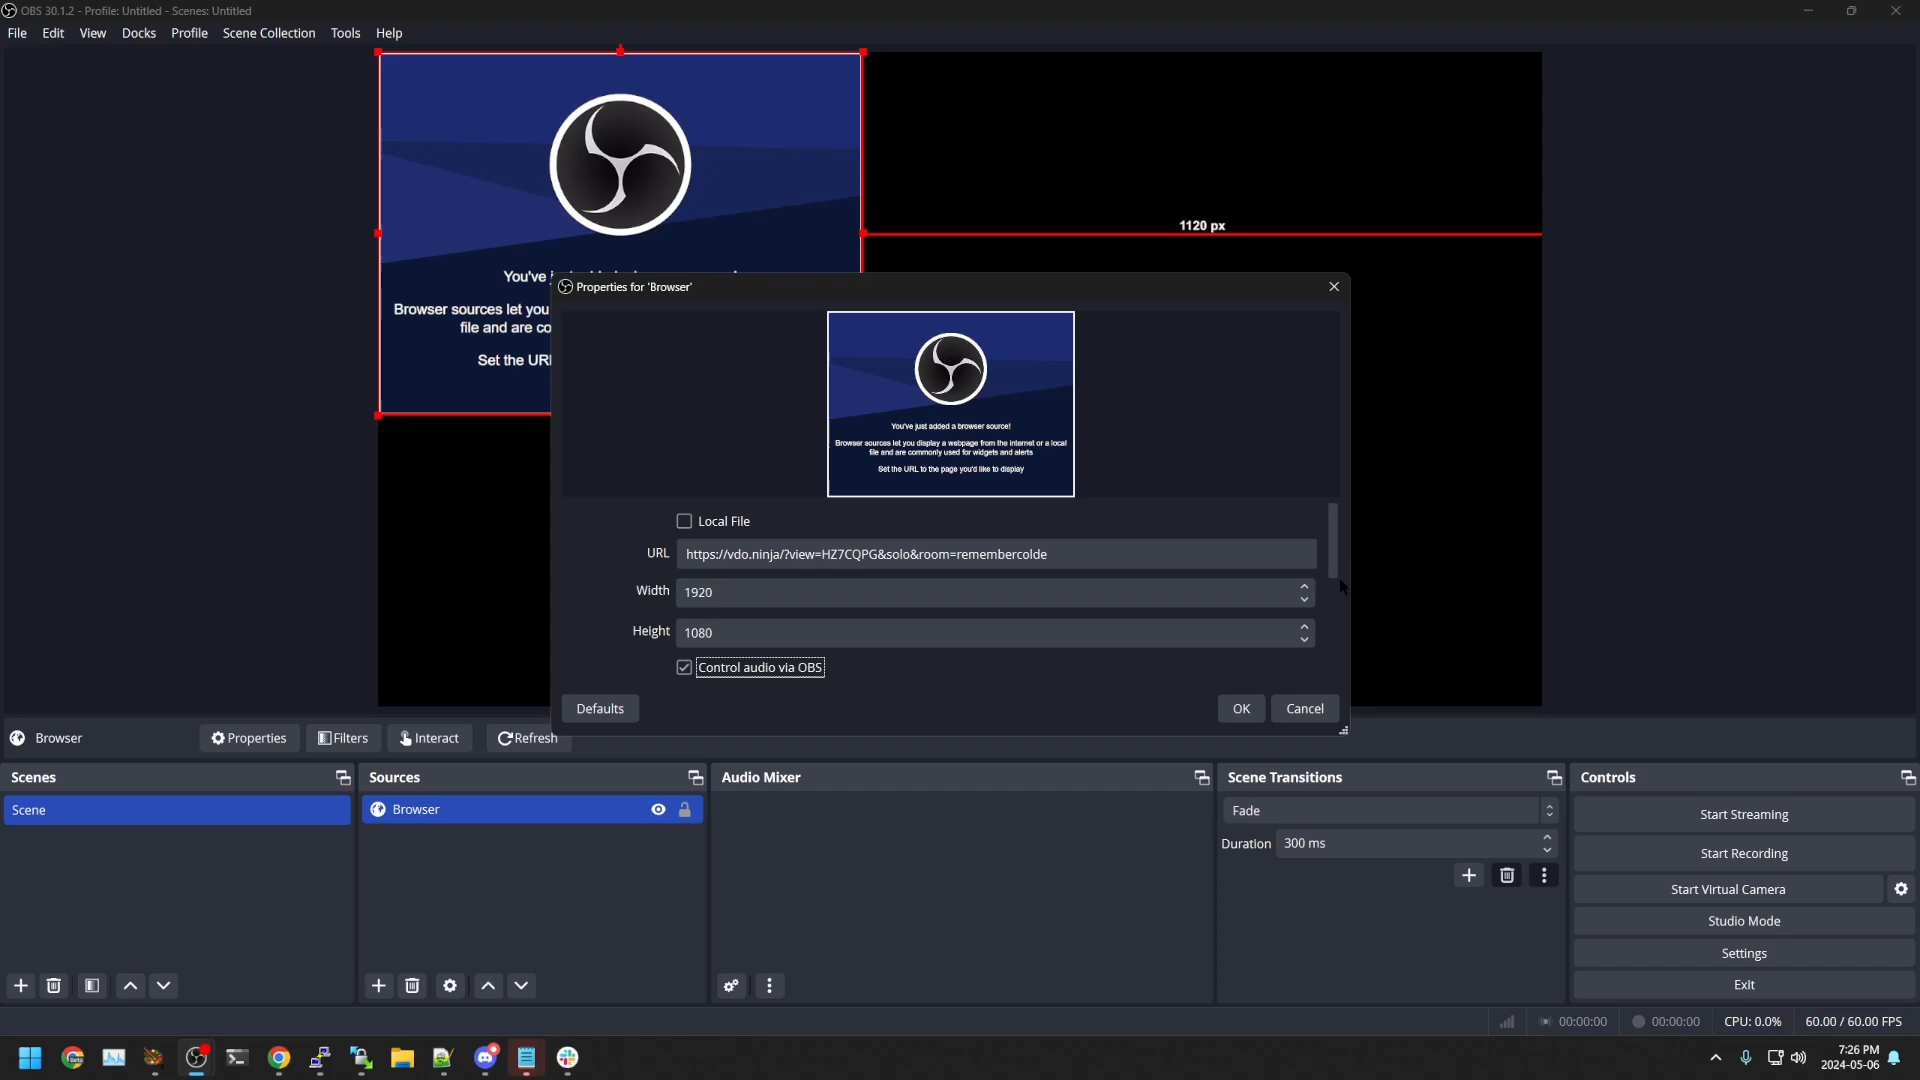 OBS 30.1.2 - Profile: Untitled - Scenes: Untitled
File Edit View Docks Profile Scene Collection Tools Help
1120 px
You've
Browser sources let you
file and are co
Set the URL
Properties for 'Browser'
You've just added a browser source!
Browser sources let you display a webpage from the internet or a local
file and are commonly used for widgets and alerts
Set the URL to the page you'd like to display
Local File
URL https://vdo.ninja/?view=HZ7CQPG&solo&room=remembercolde
Width 1920
Height 1080
Control audio via OBS
Defaults OK Cancel
Browser Properties Filters Interact Refresh
Scenes Sources Audio Mixer Scene Transitions Controls
Scene Browser Fade Start Streaming
Duration 300 ms Start Recording
Start Virtual Camera
Studio Mode
Settings
Exit
00:00:00 00:00:00 CPU: 0.0% 60.00 / 60.00 FPS
7:26 PM
2024-05-06